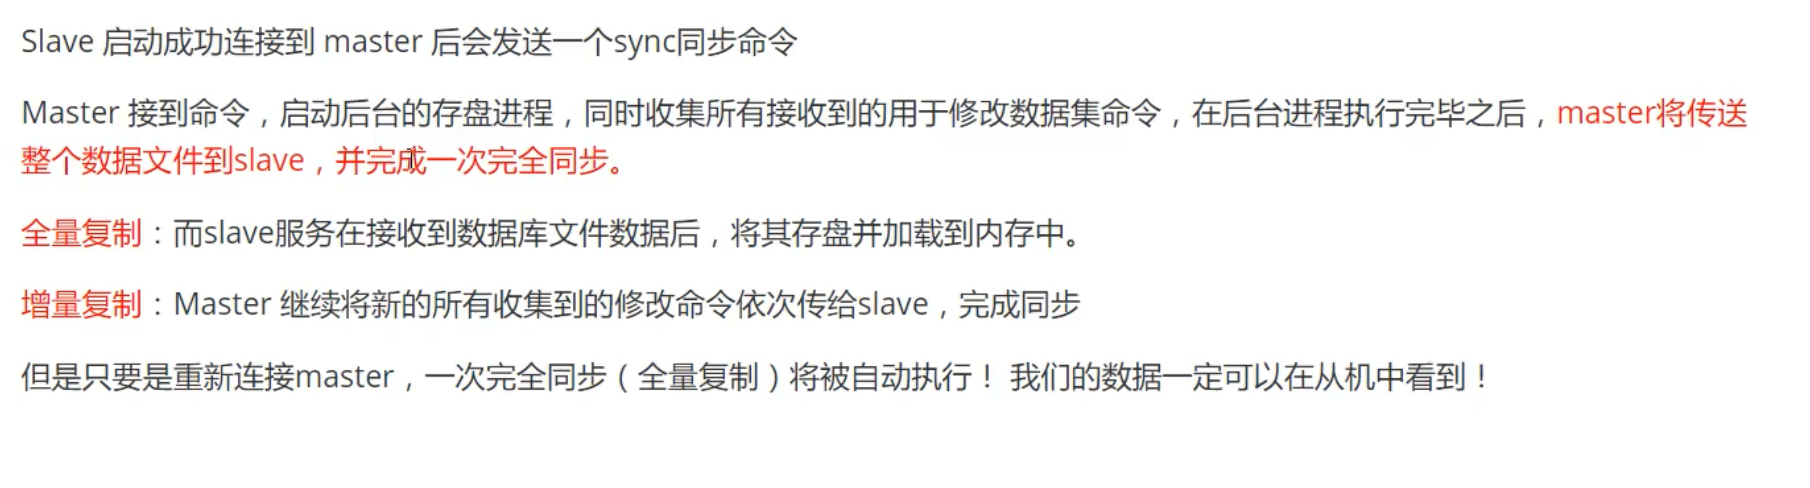 Slave 启动成功连接到 master 后会发送一个sync同步命令
Master 接到命令，启动后台的存盘进程，同时收集所有接收到的用于修改数据集命令，在后台进程执行完毕之后，master将传送
整个数据文件到slave，并完成一次完全同步。
全量复制：而slave服务在接收到数据库文件数据后，将其存盘并加载到内存中。
增量复制：Master 继续将新的所有收集到的修改命令依次传给slave，完成同步
但是只要是重新连接master，一次完全同步（全量复制）将被自动执行！ 我们的数据一定可以在从机中看到！